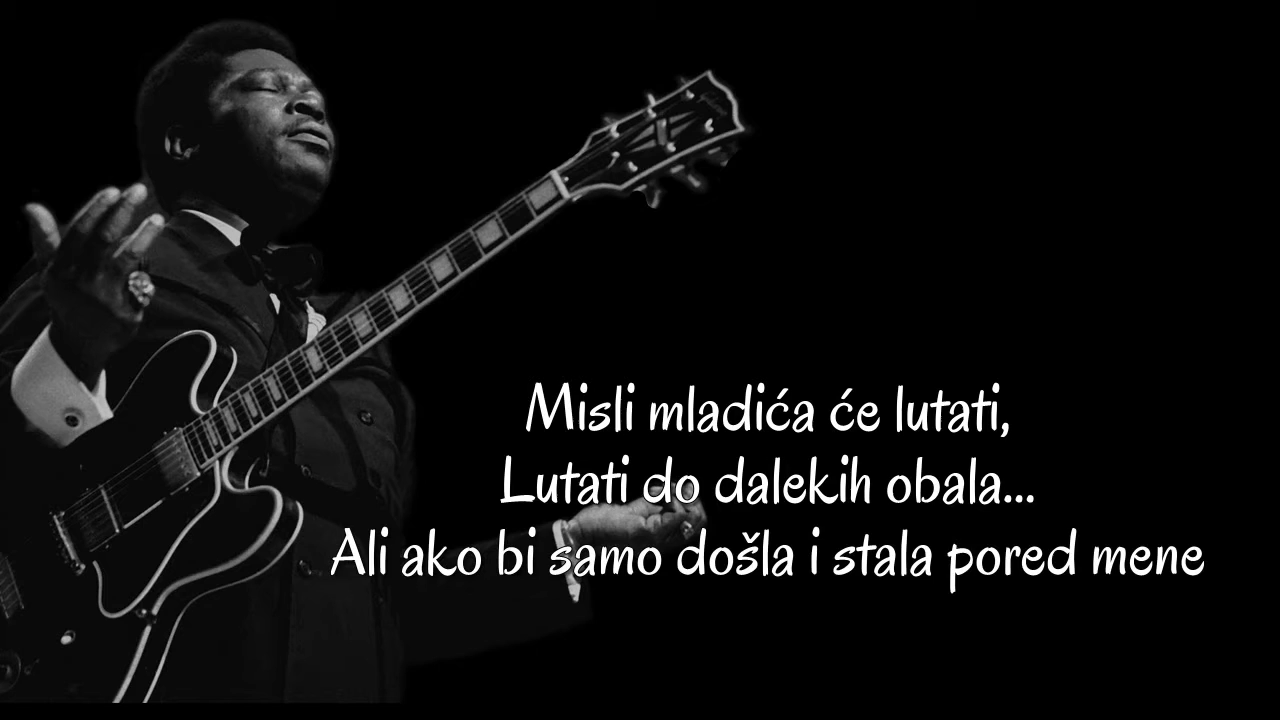 Misli mladića će lutati,
Lutati do dalekih obala...
Ali ako bi samo došla i stala pored mene